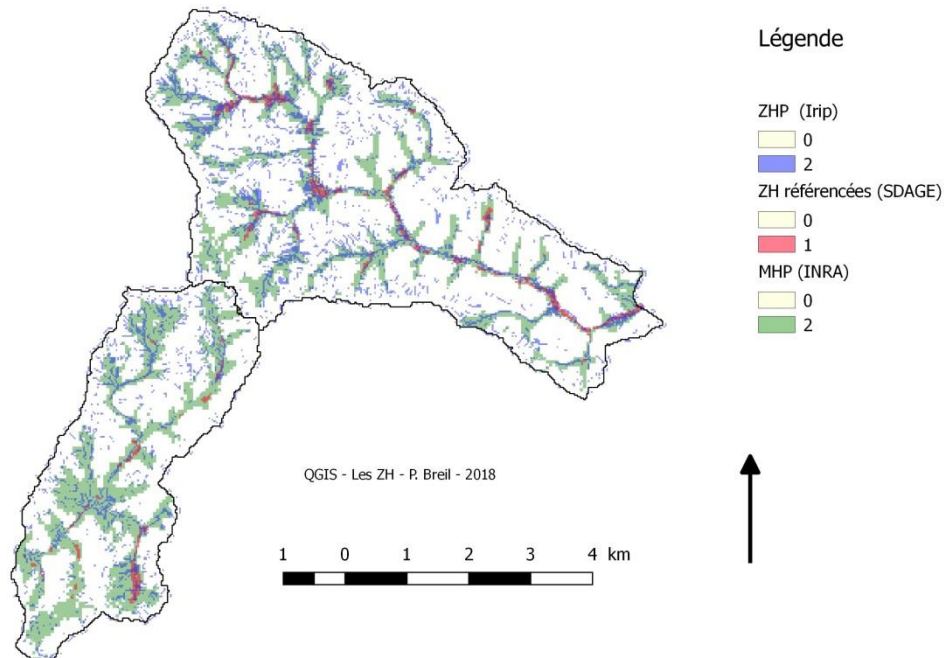 Légende
ZHP (Irip)
0
2
ZH référencées (SDAGE)
0
1
MHP (INRA)
0
2
QGIS - Les ZH - P. Breil - 2018
1 0 1 2 3 4 km